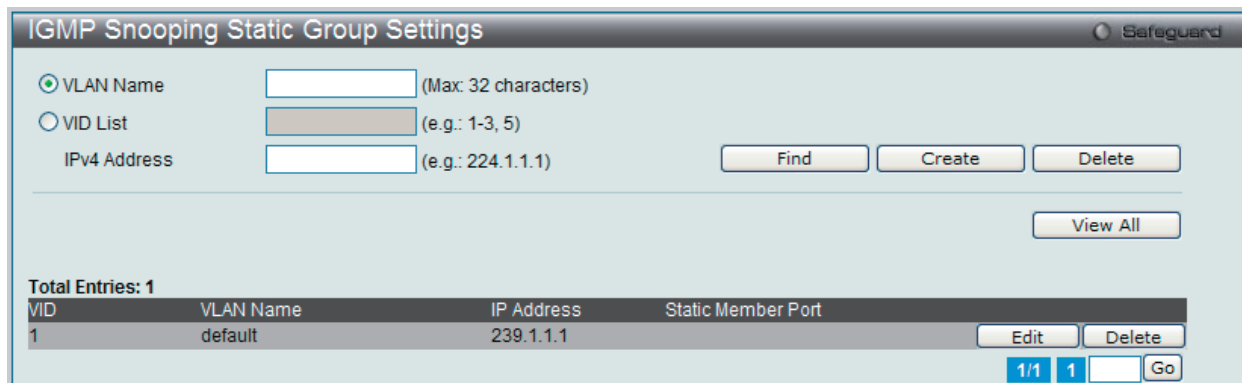 IGMP Snooping Static Group Settings Safeguard
VLAN Name (Max: 32 characters)
VID List (e.g.: 1-3, 5)
IPv4 Address (e.g.: 224.1.1.1) Find Create Delete
View All
Total Entries: 1
VID VLAN Name IP Address Static Member Port
1 default 239.1.1.1 Edit Delete
1/1 1 Go